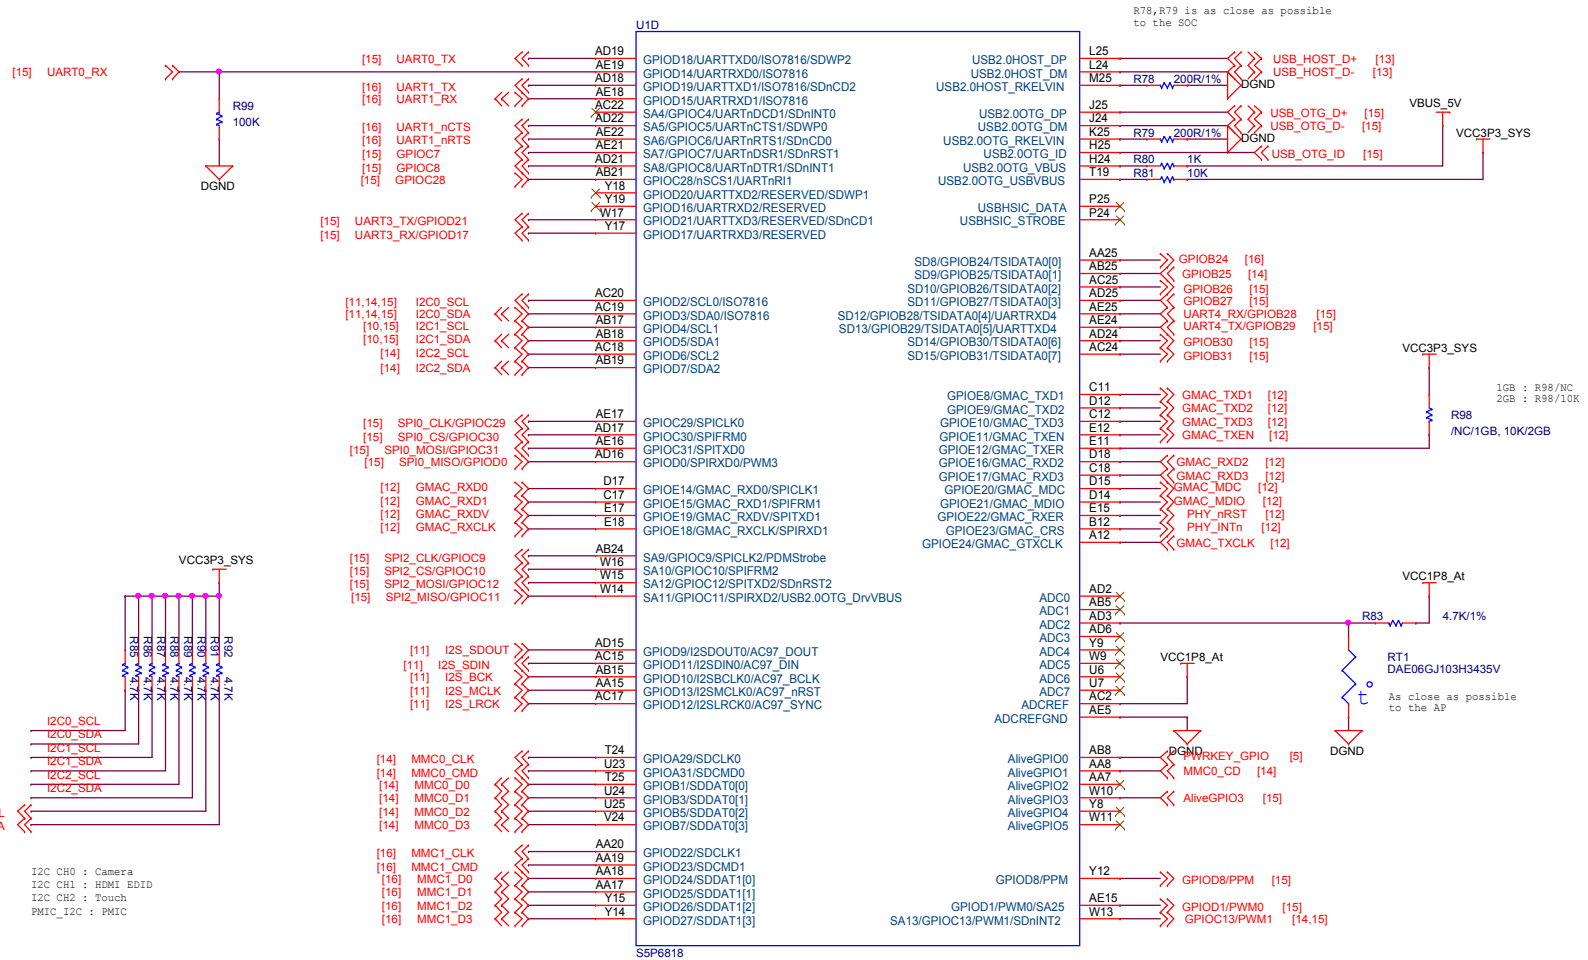 R78,R79 is as close as possible
to the SOC
U1D
[15] UART0_RX
R99
100K
DGND
[15] UART0_TX AD19 GPIOD18/UARTTXD0/ISO7816/SDWP2
AE19 GPIOD14/UARTRXD0/ISO7816
[16] UART1_TX AD18 GPIOD19/UARTTXD1/ISO7816/SDnCD2
[16] UART1_RX AE18 GPIOD15/UARTRXD1/ISO7816
AC22 SA4/GPIOC4/UARTnDCD1/SDnINT0
[16] UART1_nCTS AD22 SA5/GPIOC5/UARTnCTS1/SDWP0
[16] UART1_nRTS AE22 SA6/GPIOC6/UARTnRTS1/SDnCD0
[15] GPIOC7 AE21 SA7/GPIOC7/UARTnDSR1/SDnRST1
[15] GPIOC8 AD21 SA8/GPIOC8/UARTnDTR1/SDnINT1
[15] GPIOC28 AB21 GPIOC28/nSCS1/UARTnRI1
Y18 GPIOD20/UARTTXD2/RESERVED/SDWP1
Y19 GPIOD16/UARTRXD2/RESERVED
[15] UART3_TX/GPIOD21 W17 GPIOD21/UARTTXD3/RESERVED/SDnCD1
[15] UART3_RX/GPIOD17 Y17 GPIOD17/UARTRXD3/RESERVED
[11,14,15] I2C0_SCL AC20 GPIOD2/SCL0/ISO7816
[11,14,15] I2C0_SDA AC19 GPIOD3/SDA0/ISO7816
[10,15] I2C1_SCL AB17 GPIOD4/SCL1
[10,15] I2C1_SDA AB18 GPIOD5/SDA1
[14] I2C2_SCL AC18 GPIOD6/SCL2
[14] I2C2_SDA AB19 GPIOD7/SDA2
[15] SPI0_CLK/GPIOC29 AE17 GPIOC29/SPICLK0
[15] SPI0_CS/GPIOC30 AD17 GPIOC30/SPIFRM0
[15] SPI0_MOSI/GPIOC31 AE16 GPIOC31/SPITXD0
[15] SPI0_MISO/GPIOD0 AD16 GPIOD0/SPIRXD0/PWM3
[12] GMAC_RXD0 D17 GPIOE14/GMAC_RXD0/SPICLK1
[12] GMAC_RXD1 C17 GPIOE15/GMAC_RXD1/SPIFRM1
[12] GMAC_RXDV E17 GPIOE19/GMAC_RXDV/SPITXD1
[12] GMAC_RXCLK E18 GPIOE18/GMAC_RXCLK/SPIRXD1
[15] SPI2_CLK/GPIOC9 AB24 SA9/GPIOC9/SPICLK2/PDMStrobe
[15] SPI2_CS/GPIOC10 W16 SA10/GPIOC10/SPIFRM2
[15] SPI2_MOSI/GPIOC12 W15 SA12/GPIOC12/SPITXD2/SDnRST2
[15] SPI2_MISO/GPIOC11 W14 SA11/GPIOC11/SPIRXD2/USB2.0OTG_DrvVBUS
[11] I2S_SDOUT AD15 GPIOD9/I2SDOUT0/AC97_DOUT
[11] I2S_SDIN AC15 GPIOD11/I2SDIN0/AC97_DIN
[11] I2S_BCK AB15 GPIOD10/I2SBCLK0/AC97_BCLK
[11] I2S_MCLK AA15 GPIOD13/I2SMCLK0/AC97_nRST
[11] I2S_LRCK AC17 GPIOD12/I2SLRCK0/AC97_SYNC
[14] MMC0_CLK T24 GPIOA29/SDCLK0
[14] MMC0_CMD U23 GPIOA31/SDCMD0
[14] MMC0_D0 T25 GPIOB1/SDDAT0[0]
[14] MMC0_D1 U24 GPIOB3/SDDAT0[1]
[14] MMC0_D2 U25 GPIOB5/SDDAT0[2]
[14] MMC0_D3 V24 GPIOB7/SDDAT0[3]
[16] MMC1_CLK AA20 GPIOD22/SDCLK1
[16] MMC1_CMD AA19 GPIOD23/SDCMD1
[16] MMC1_D0 AA18 GPIOD24/SDDAT1[0]
[16] MMC1_D1 AA17 GPIOD25/SDDAT1[1]
[16] MMC1_D2 Y15 GPIOD26/SDDAT1[2]
[16] MMC1_D3 Y14 GPIOD27/SDDAT1[3]
S5P6818
VCC3P3_SYS
R85 4.7K
R86 4.7K
R87 4.7K
R88 4.7K
R89 4.7K
R90 4.7K
R91 4.7K
R92 4.7K
I2C0_SCL
I2C0_SDA
I2C1_SCL
I2C1_SDA
I2C2_SCL
I2C2_SDA
L
A
I2C CH0 : Camera
I2C CH1 : HDMI EDID
I2C CH2 : Touch
PMIC_I2C : PMIC
USB2.0HOST_DP L25 USB_HOST_D+ [13]
USB2.0HOST_DM L24 USB_HOST_D- [13]
USB2.0HOST_RKELVIN M25 R78 200R/1% DGND
USB2.0OTG_DP J25 USB_OTG_D+ [15]
USB2.0OTG_DM J24 USB_OTG_D- [15]
USB2.0OTG_RKELVIN K25 R79 200R/1% DGND
USB2.0OTG_ID H25 USB_OTG_ID [15]
USB2.0OTG_VBUS H24 R80 1K
USB2.0OTG_USBVBUS T19 R81 10K
VBUS_5V
VCC3P3_SYS
USBHSIC_DATA P25
USBHSIC_STROBE P24
SD8/GPIOB24/TSIDATA0[0] AA25 GPIOB24 [16]
SD9/GPIOB25/TSIDATA0[1] AB25 GPIOB25 [14]
SD10/GPIOB26/TSIDATA0[2] AC25 GPIOB26 [15]
SD11/GPIOB27/TSIDATA0[3] AD25 GPIOB27 [15]
SD12/GPIOB28/TSIDATA0[4]/UARTRXD4 AE25 UART4_RX/GPIOB28 [15]
SD13/GPIOB29/TSIDATA0[5]/UARTTXD4 AE24 UART4_TX/GPIOB29 [15]
SD14/GPIOB30/TSIDATA0[6] AD24 GPIOB30 [15]
SD15/GPIOB31/TSIDATA0[7] AC24 GPIOB31 [15]
GPIOE8/GMAC_TXD1 C11 GMAC_TXD1 [12]
GPIOE9/GMAC_TXD2 D12 GMAC_TXD2 [12]
GPIOE10/GMAC_TXD3 C12 GMAC_TXD3 [12]
GPIOE11/GMAC_TXEN E12 GMAC_TXEN [12]
GPIOE12/GMAC_TXER E11
GPIOE16/GMAC_RXD2 D18 GMAC_RXD2 [12]
GPIOE17/GMAC_RXD3 C18 GMAC_RXD3 [12]
GPIOE20/GMAC_MDC D15 GMAC_MDC [12]
GPIOE21/GMAC_MDIO D14 GMAC_MDIO [12]
GPIOE22/GMAC_RXER E15 PHY_nRST [12]
GPIOE23/GMAC_CRS B12 PHY_INTn [12]
GPIOE24/GMAC_GTXCLK A12 GMAC_TXCLK [12]
VCC3P3_SYS
R98
/NC/1GB, 10K/2GB
1GB : R98/NC
2GB : R98/10K
ADC0 AD2
ADC1 AB5
ADC2 AD3
ADC3 AD6
ADC4 Y9
ADC5 W9
ADC6 U6
ADC7 U7
ADCREF AC2
ADCREFGND AE5
VCC1P8_At
DGND
VCC1P8_At
R83 4.7K/1%
RT1
DAE06GJ103H3435V
t°
As close as possible
to the AP
DGND
AliveGPIO0 AB8 PWRKEY_GPIO [5]
AliveGPIO1 AA8 MMC0_CD [14]
AliveGPIO2 AA7
AliveGPIO3 W10 AliveGPIO3 [15]
AliveGPIO4 Y8
AliveGPIO5 W11
GPIOD8/PPM Y12 GPIOD8/PPM [15]
GPIOD1/PWM0/SA25 AE15 GPIOD1/PWM0 [15]
SA13/GPIOC13/PWM1/SDnINT2 W13 GPIOC13/PWM1 [14,15]